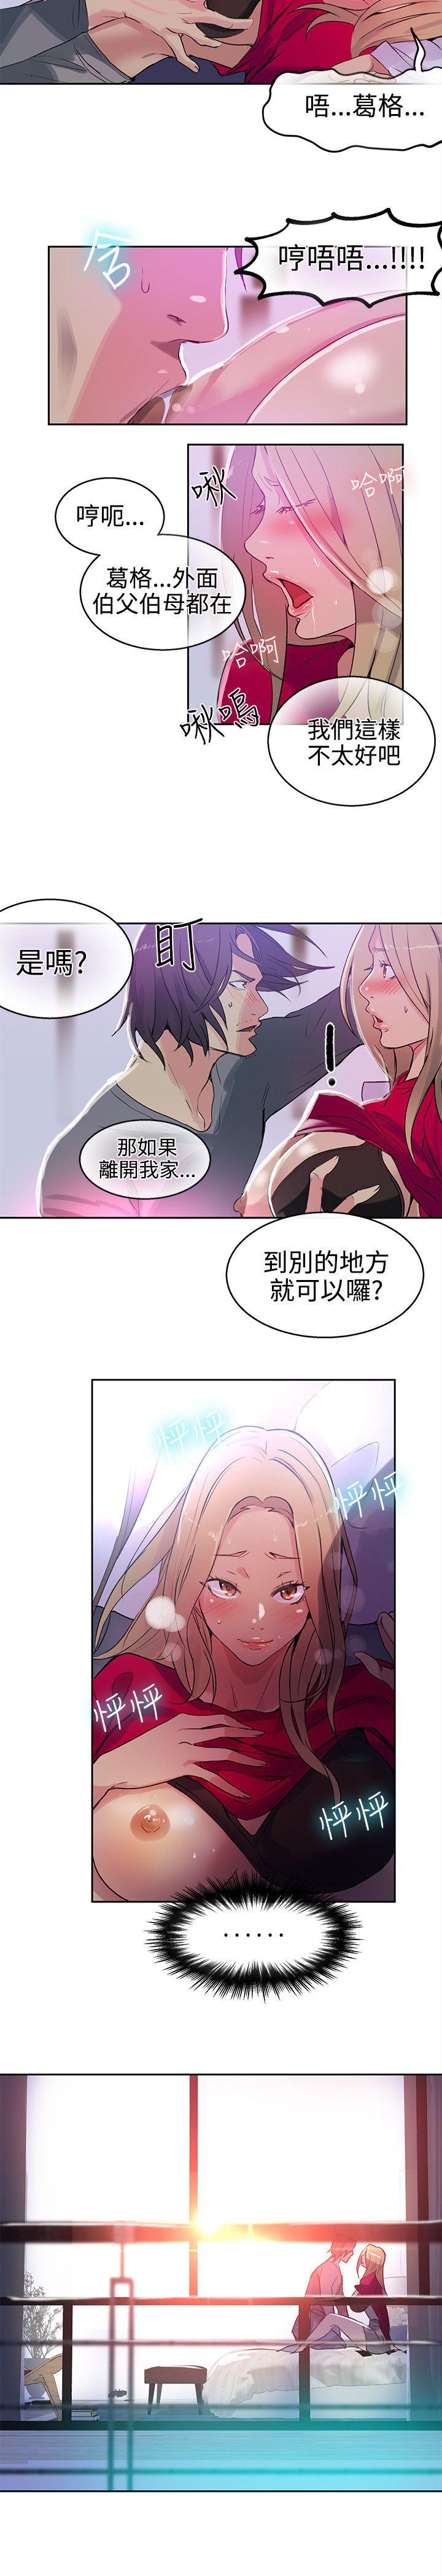 唔...葛格...
哼唔唔...!!!!
含
啾
哈啊
哼呃...
葛格...外面
伯父伯母都在
哈啊
啾嗚
我們這樣
不太好吧
盯
是嗎?
那如果
離開我家...
到別的地方
就可以囉?
怦怦
怦怦
怦怦
怦怦
......